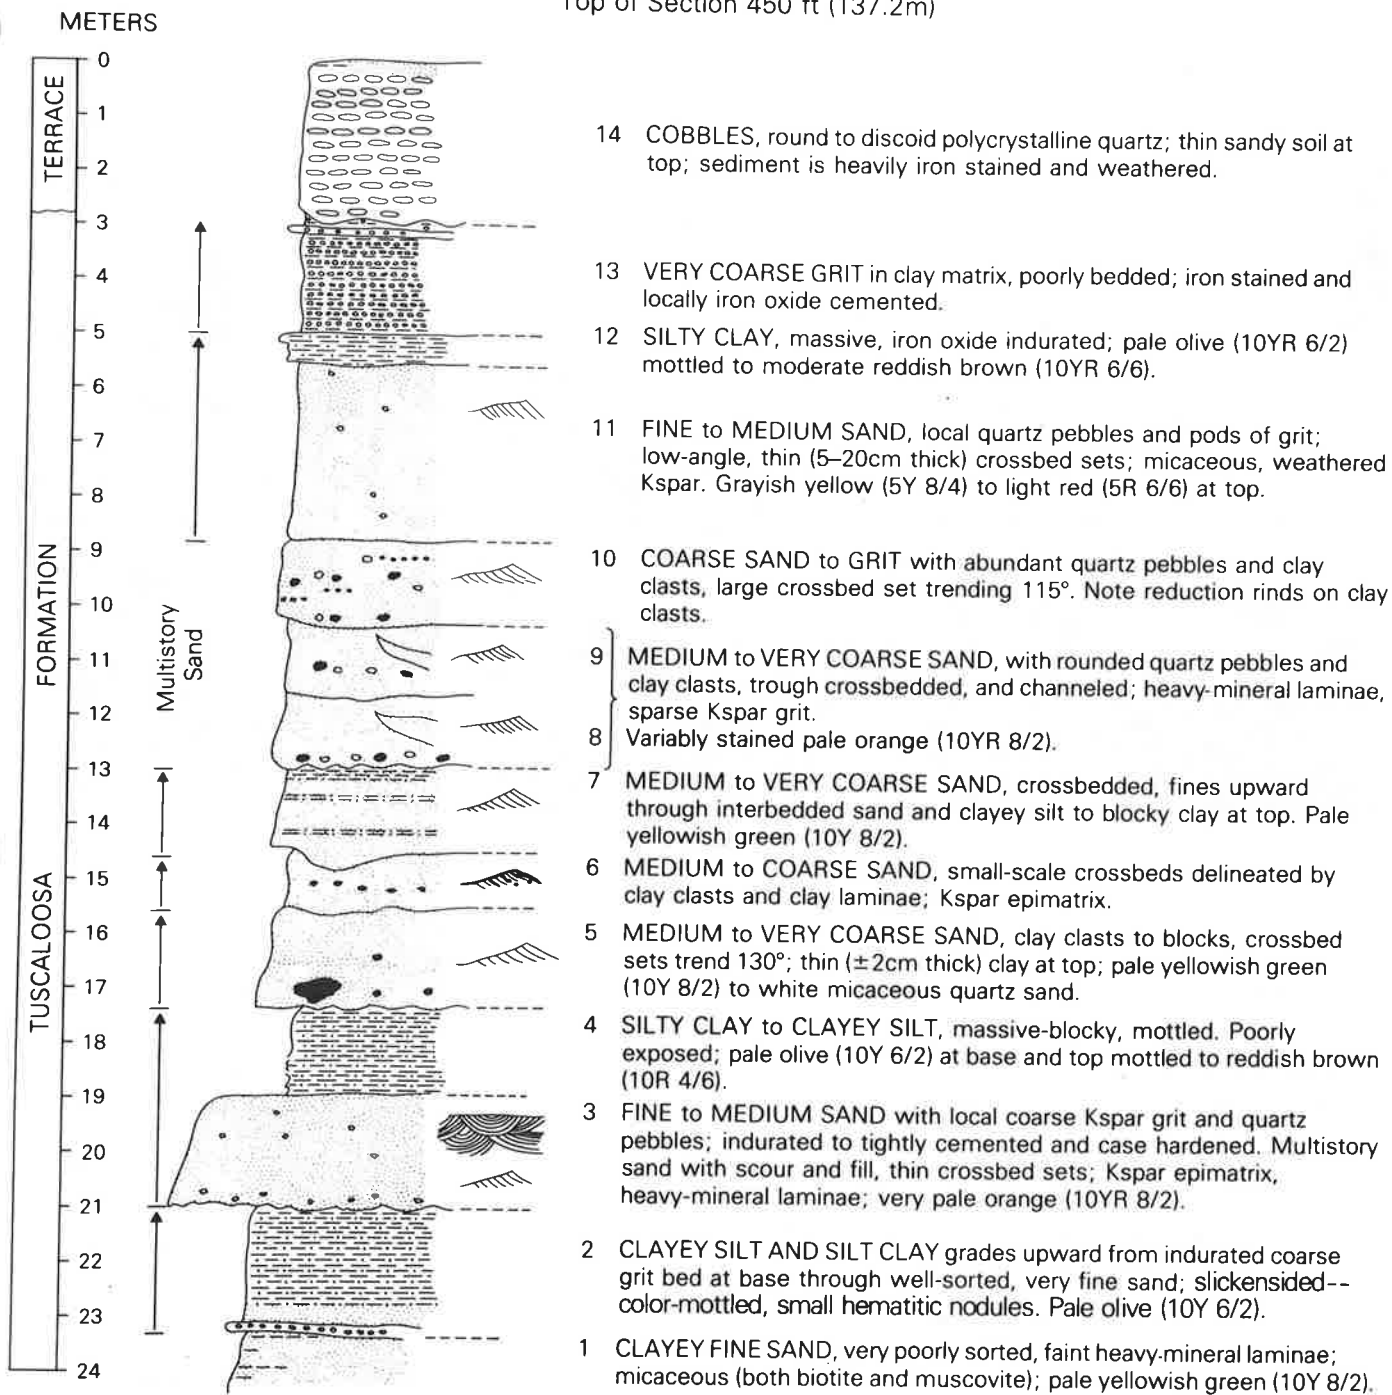 Top of Section 450 ft (137.2m)
METERS
0
1
2
3
4
5
6
7
8
9
10
11
12
13
14
15
16
17
18
19
20
21
22
23
24
TERRACE
TUSCALOOSA FORMATION
Multistory
Sand
14 COBBLES, round to discoid polycrystalline quartz; thin sandy soil at
top; sediment is heavily iron stained and weathered.
13 VERY COARSE GRIT in clay matrix, poorly bedded; iron stained and
locally iron oxide cemented.
12 SILTY CLAY, massive, iron oxide indurated; pale olive (10YR 6/2)
mottled to moderate reddish brown (10YR 6/6).
11 FINE to MEDIUM SAND, local quartz pebbles and pods of grit;
low-angle, thin (5–20cm thick) crossbed sets; micaceous, weathered
Kspar. Grayish yellow (5Y 8/4) to light red (5R 6/6) at top.
10 COARSE SAND to GRIT with abundant quartz pebbles and clay
clasts, large crossbed set trending 115°. Note reduction rinds on clay
clasts.
9 MEDIUM to VERY COARSE SAND, with rounded quartz pebbles and
clay clasts, trough crossbedded, and channeled; heavy-mineral laminae,
sparse Kspar grit.
8 Variably stained pale orange (10YR 8/2).
7 MEDIUM to VERY COARSE SAND, crossbedded, fines upward
through interbedded sand and clayey silt to blocky clay at top. Pale
yellowish green (10Y 8/2).
6 MEDIUM to COARSE SAND, small-scale crossbeds delineated by
clay clasts and clay laminae; Kspar epimatrix.
5 MEDIUM to VERY COARSE SAND, clay clasts to blocks, crossbed
sets trend 130°; thin (±2cm thick) clay at top; pale yellowish green
(10Y 8/2) to white micaceous quartz sand.
4 SILTY CLAY to CLAYEY SILT, massive-blocky, mottled. Poorly
exposed; pale olive (10Y 6/2) at base and top mottled to reddish brown
(10R 4/6).
3 FINE to MEDIUM SAND with local coarse Kspar grit and quartz
pebbles; indurated to tightly cemented and case hardened. Multistory
sand with scour and fill, thin crossbed sets; Kspar epimatrix,
heavy-mineral laminae; very pale orange (10YR 8/2).
2 CLAYEY SILT AND SILT CLAY grades upward from indurated coarse
grit bed at base through well-sorted, very fine sand; slickensided--
color-mottled, small hematitic nodules. Pale olive (10Y 6/2).
1 CLAYEY FINE SAND, very poorly sorted, faint heavy-mineral laminae;
micaceous (both biotite and muscovite); pale yellowish green (10Y 8/2).